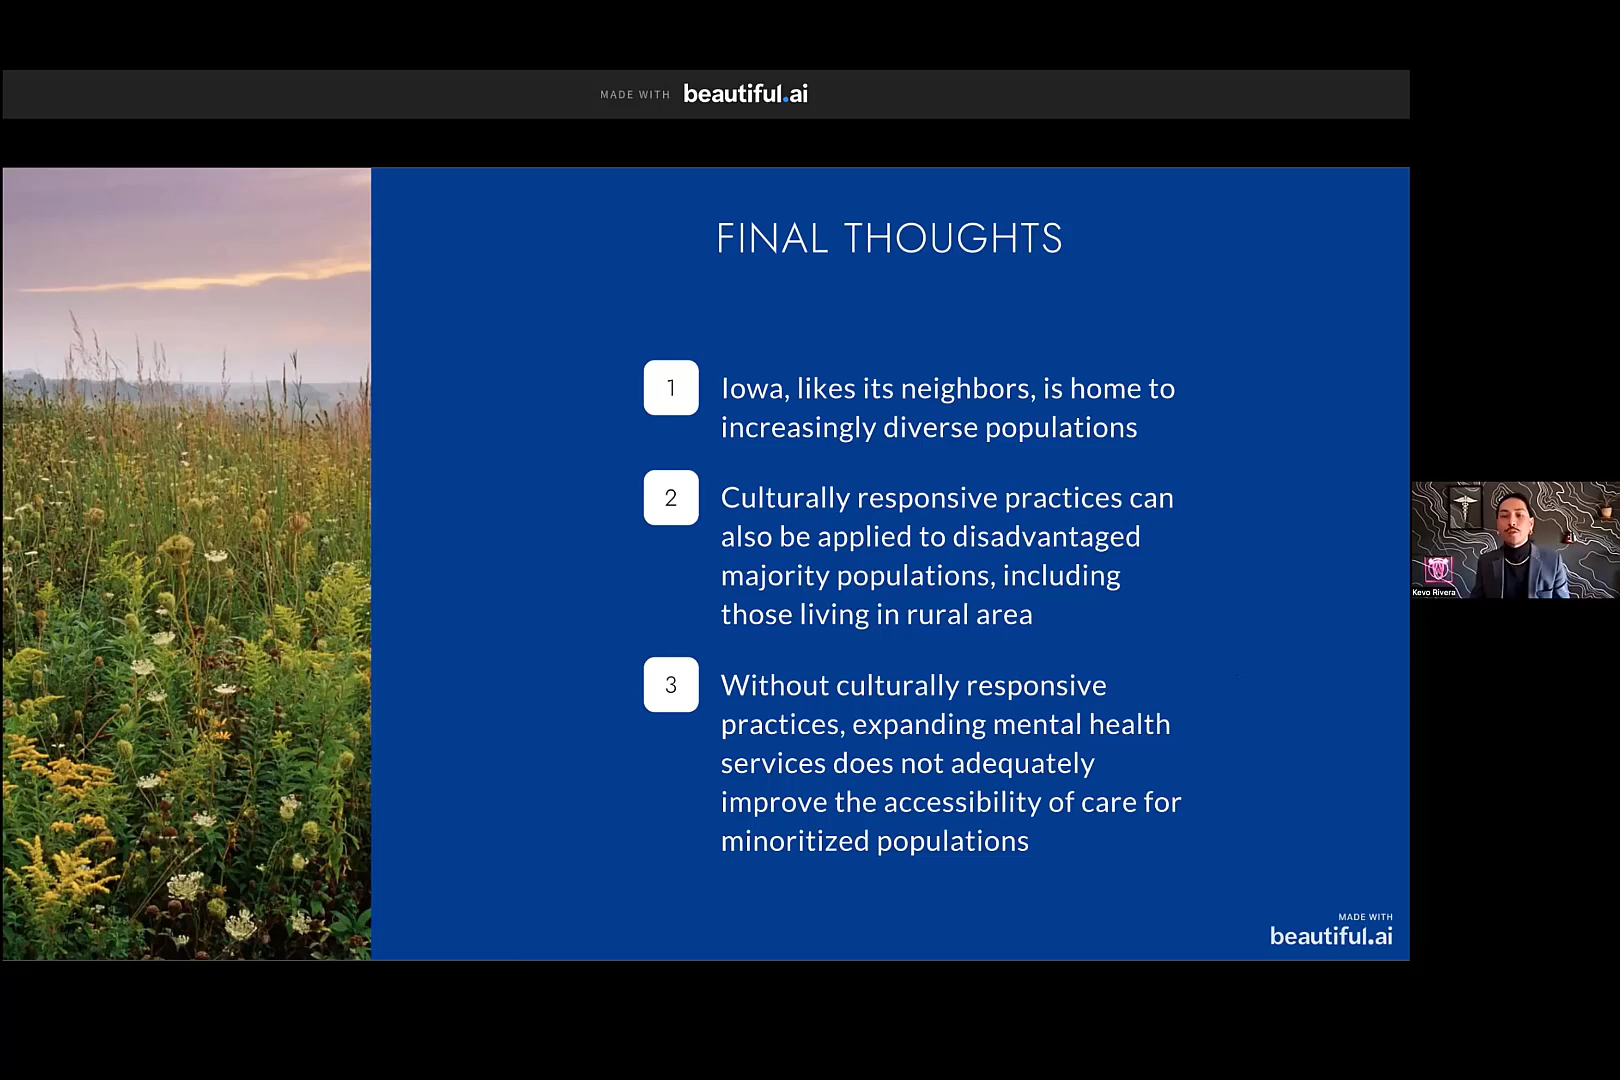 MADE WITH beautiful.ai
FINAL THOUGHTS
1
Iowa, likes its neighbors, is home to
increasingly diverse populations
2
Culturally responsive practices can
also be applied to disadvantaged
majority populations, including
those living in rural area
3
Without culturally responsive
practices, expanding mental health
services does not adequately
improve the accessibility of care for
minoritized populations
Kevo Rivera
MADE WITH
beautiful.ai